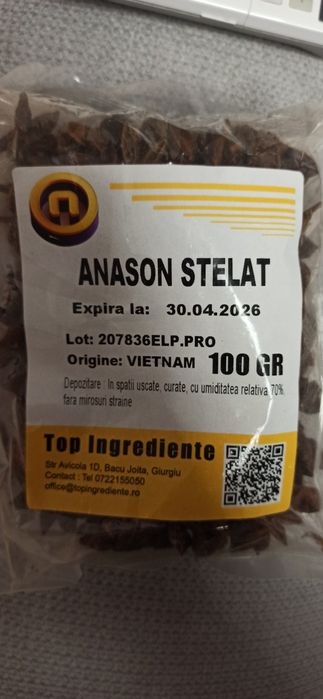 ANASON STELAT
Expira la: 30.04.2026
Lot: 207836ELP.PRO
Origine: VIETNAM 100 GR
Depozitare : In spatii uscate, curate, cu umiditatea relativa 70%
fara mirosuri straine
Top Ingrediente
Str Avicola 1D, Bacu Joita, Giurgiu
Contact : Tel 0722155050
office@topingrediente.ro